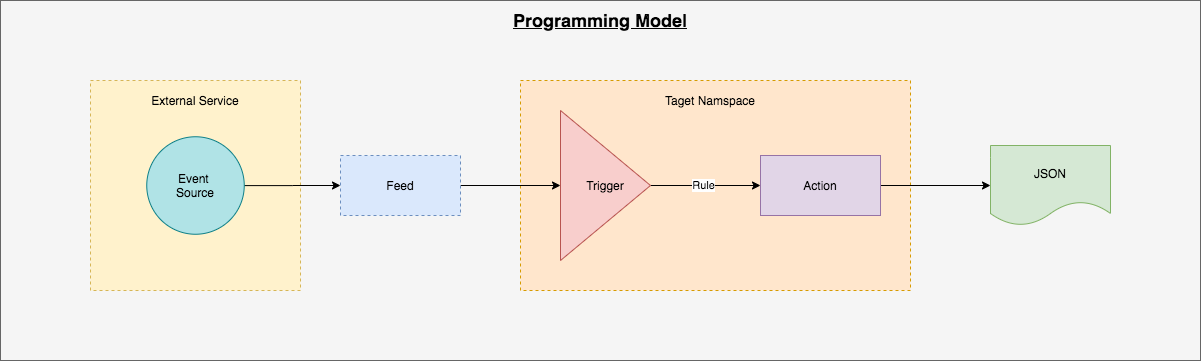 Programming Model
External Service
Taget Namspace
Event
Source
Feed
Trigger
Rule
Action
JSON